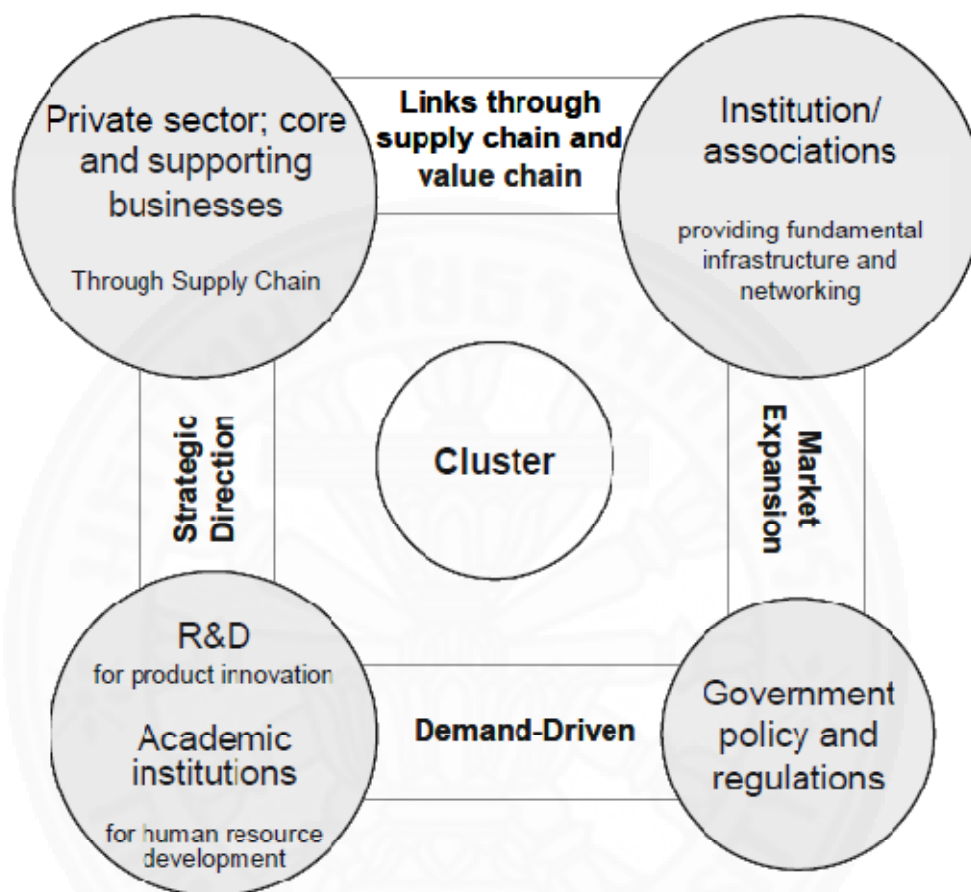 Private sector; core
and supporting
businesses
Through Supply Chain
Links through
supply chain and
value chain
Institution/
associations
providing fundamental
infrastructure and
networking
Strategic
Direction
Cluster
Market
Expansion
R&D
for product innovation
Academic
institutions
for human resource
development
Demand-Driven
Government
policy and
regulations